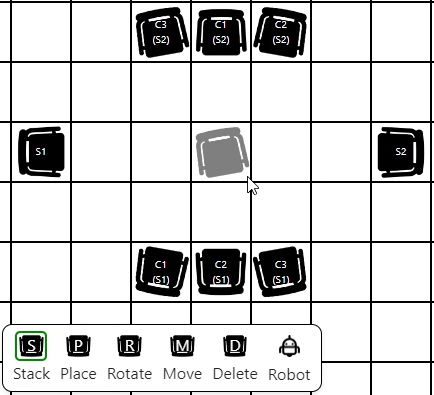 C3
(S2)
C1
(S2)
C2
(S2)
S1
S2
C1
(S1)
C2
(S1)
C3
(S1)
S
P
R
M
D
Stack
Place
Rotate
Move
Delete
Robot